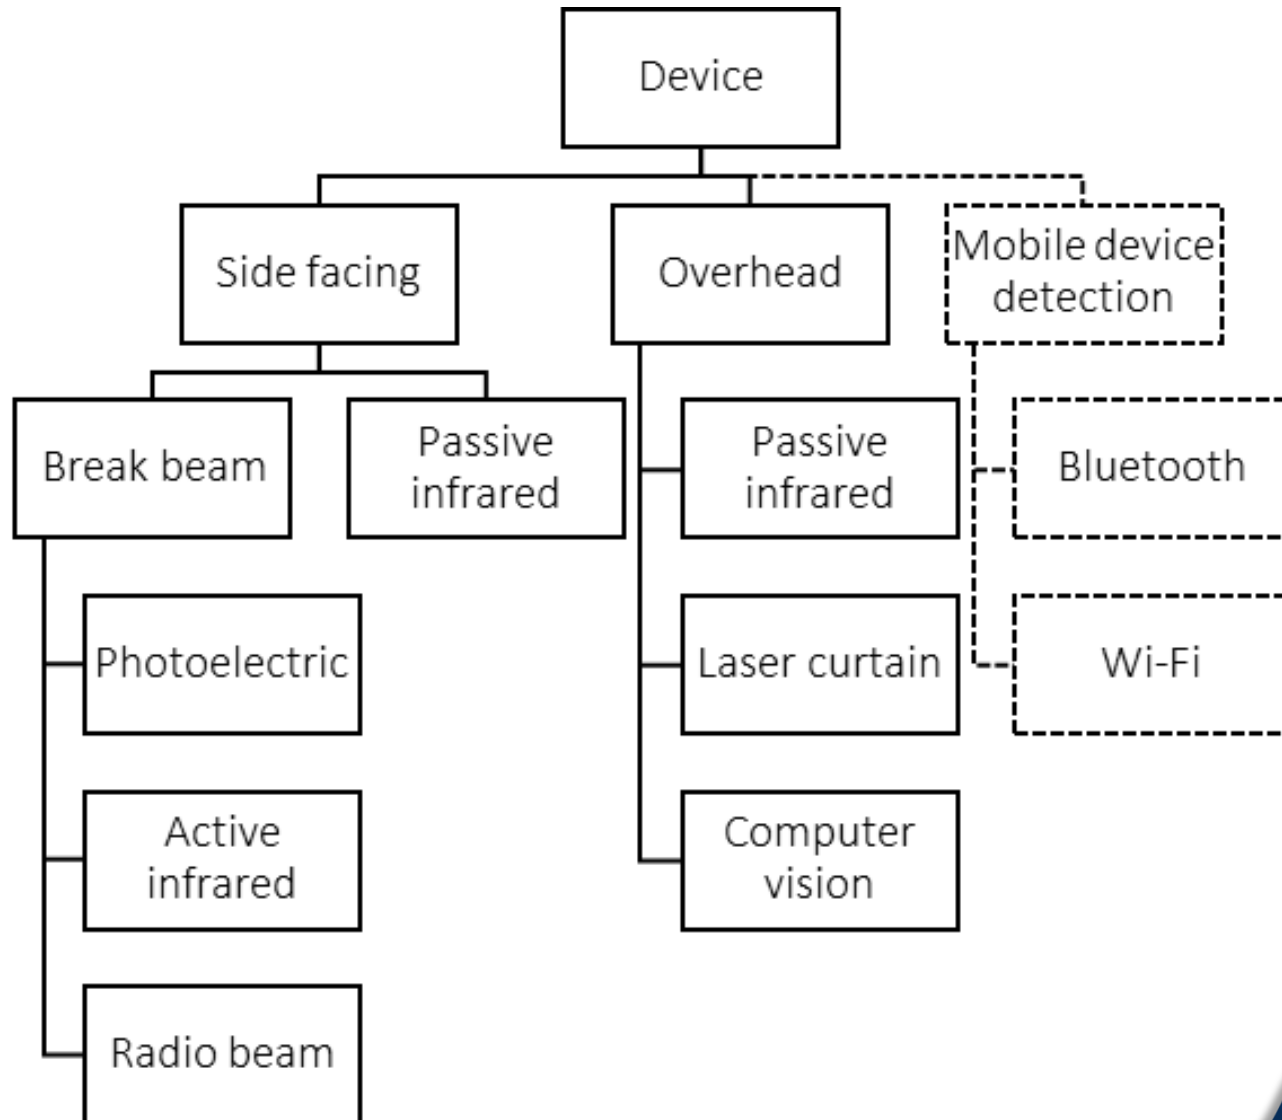 Device
Side facing
Overhead
Mobile device
detection
Break beam
Passive
infrared
Passive
infrared
Bluetooth
Photoelectric
Laser curtain
Wi-Fi
Active
infrared
Computer
vision
Radio beam